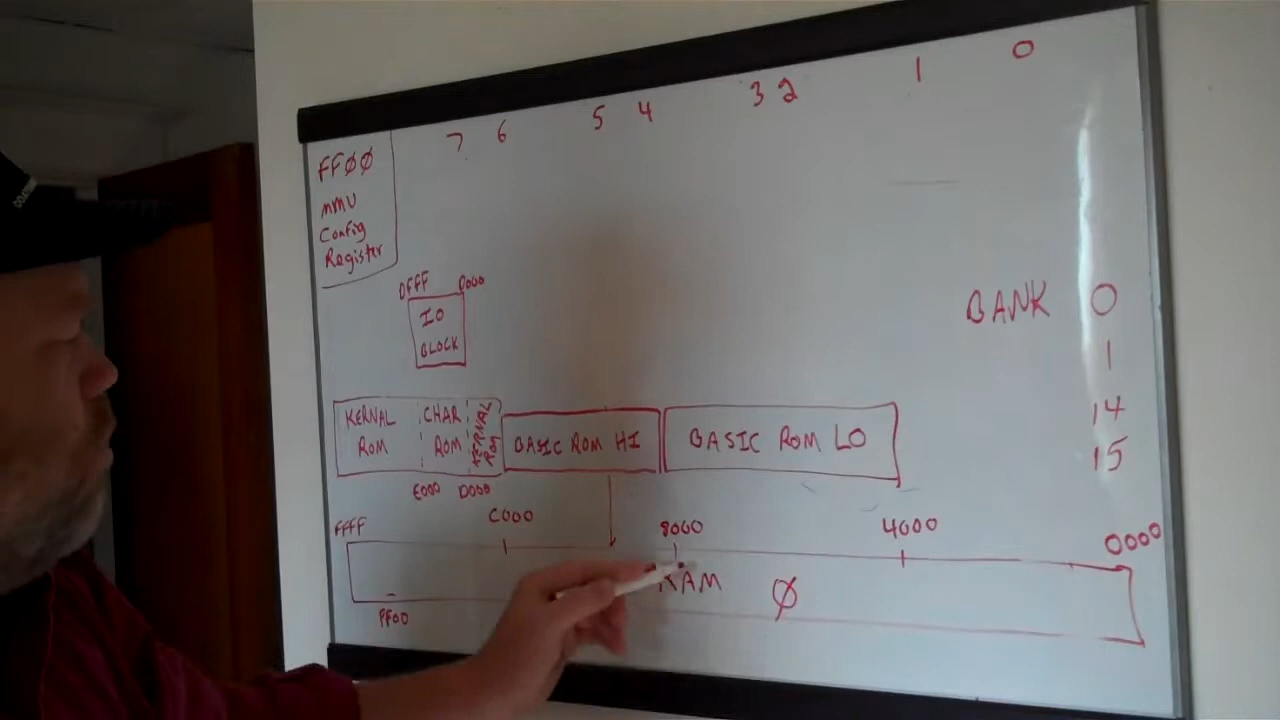 7 6 5 4 3 2 1 0
FFØØ
MMU
Config
Register
DFFF D000
IO
BLOCK
BANK 0
1
14
15
KERNAL
ROM
CHAR
ROM
KERNAL
ROM
BASIC ROM HI
BASIC ROM LO
E000 D000
FFFF C000 8000 4000 0000
RAM Ø
FF00